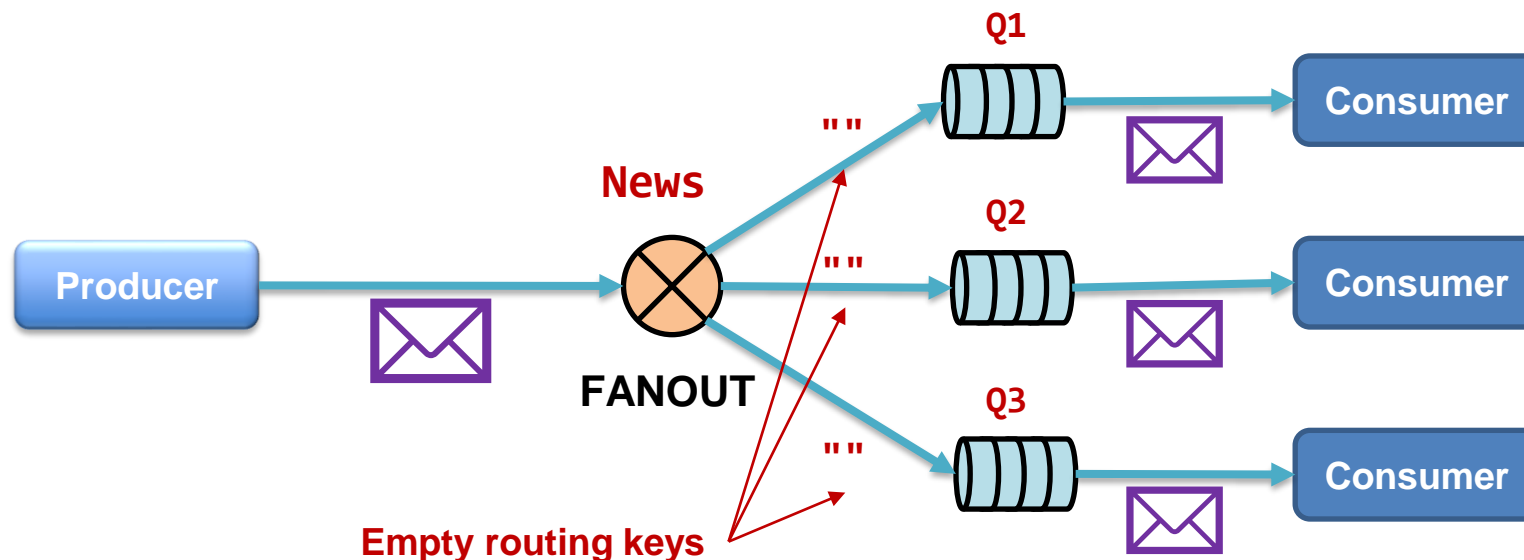 Q1
Consumer
""
News
Q2
Producer
""
Consumer
FANOUT
Q3
""
Consumer
Empty routing keys